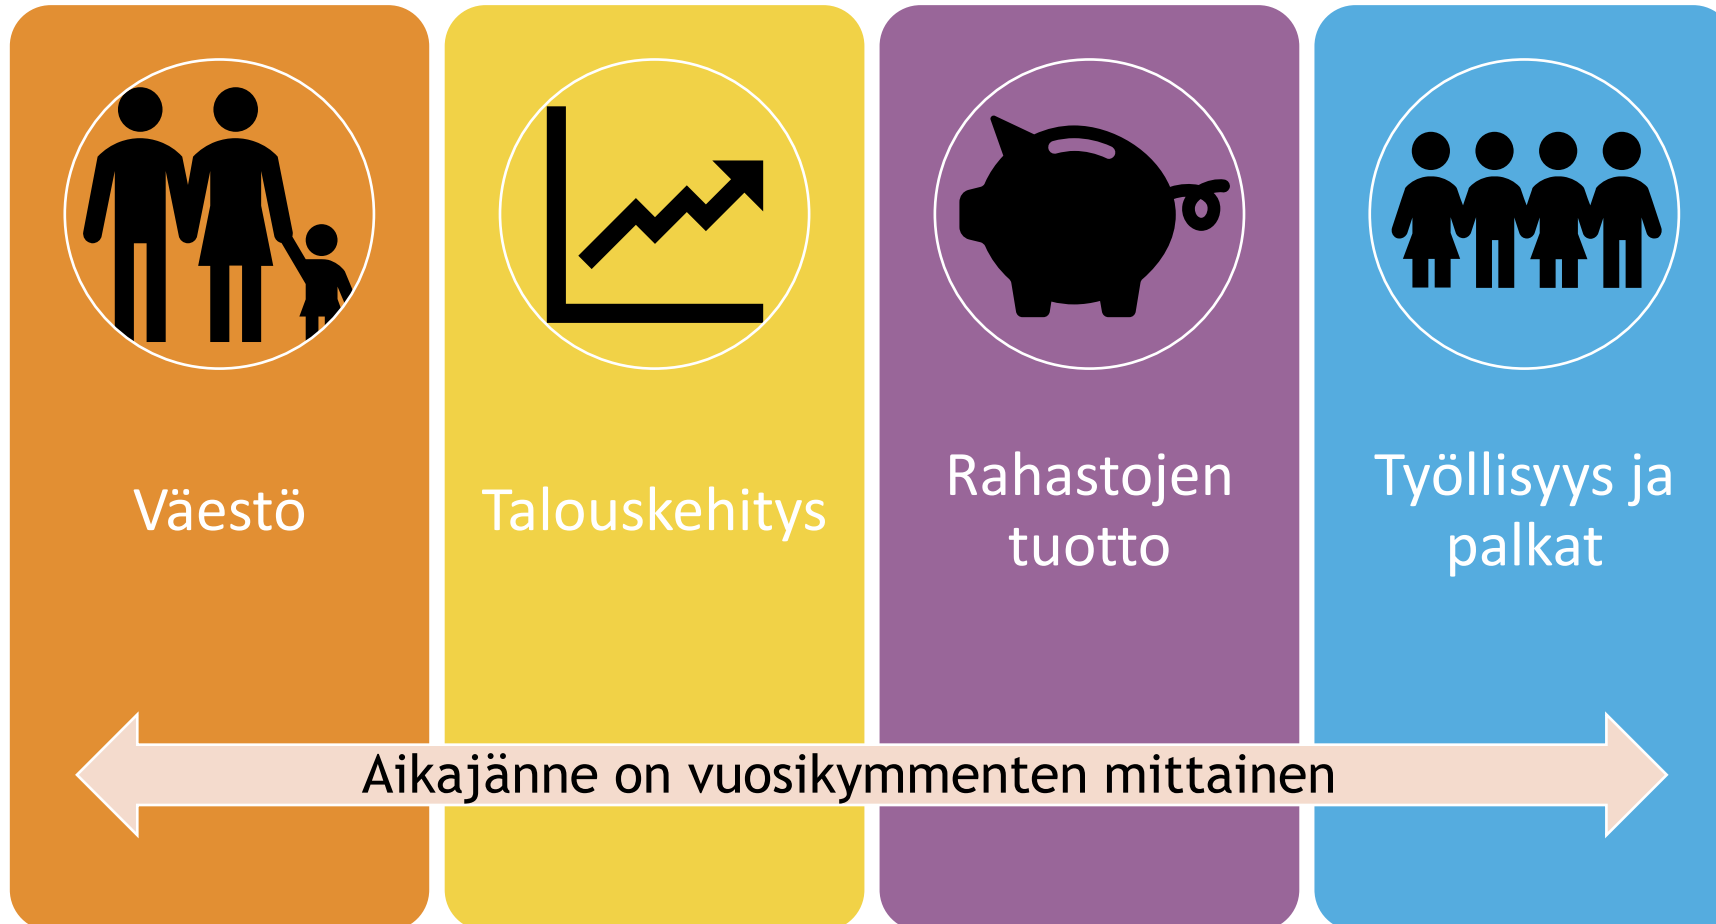 Väestö
Talouskehitys
Rahastojen
tuotto
Työllisyys ja
palkat
Aikajänne on vuosikymmenten mittainen